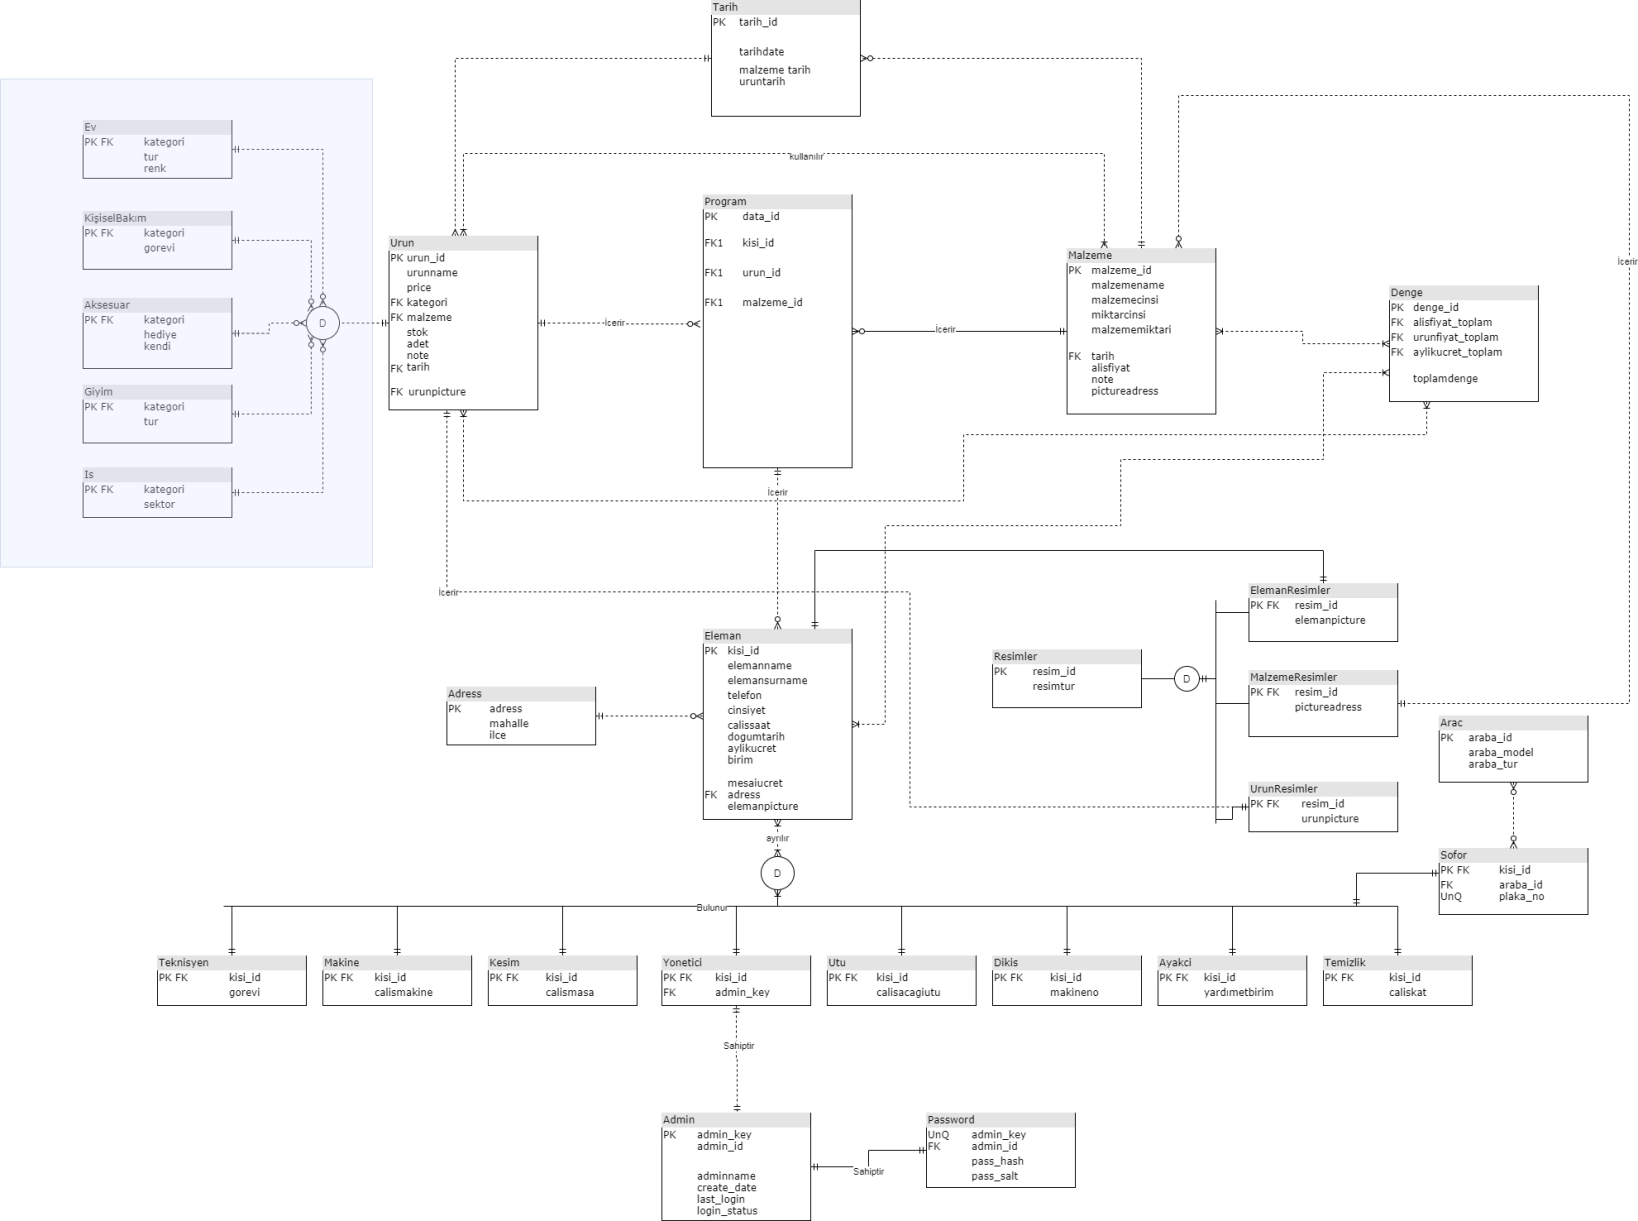 Tarih
PK tarih_id
tarihdate
malzeme tarih
uruntarih
Ev
PK FK kategori
tur
renk
KişiselBakım
PK FK kategori
gorevi
Aksesuar
PK FK kategori
hediye
kendi
Giyim
PK FK kategori
tur
Is
PK FK kategori
sektor
D
Urun
PK urun_id
urunname
price
FK kategori
FK malzeme
stok
adet
note
FK tarih
FK urunpicture
kullanılır
Program
PK data_id
FK1 kisi_id
FK1 urun_id
FK1 malzeme_id
İcerir
İcerir
Malzeme
PK malzeme_id
malzemename
malzemecinsi
miktarcinsi
malzememiktari
FK tarih
alisfiyat
note
pictureadress
İcerir
Denge
PK denge_id
FK alisfiyat_toplam
FK urunfiyat_toplam
FK aylikucret_toplam
toplamdenge
İcerir
İcerir
Eleman
PK kisi_id
elemanname
elemansurname
telefon
cinsiyet
calissaat
dogumtarih
aylikucret
birim
mesaiucret
FK adress
elemanpicture
Adress
PK adress
mahalle
ilce
Resimler
PK resim_id
resimtur
D
ElemanResimler
PK FK resim_id
elemanpicture
MalzemeResimler
PK FK resim_id
pictureadress
UrunResimler
PK FK resim_id
urunpicture
Arac
PK araba_id
araba_model
araba_tur
Sofor
PK FK kisi_id
FK araba_id
UnQ plaka_no
ayrılır
D
Bulunur
Teknisyen
PK FK kisi_id
gorevi
Makine
PK FK kisi_id
calismakine
Kesim
PK FK kisi_id
calismasa
Yonetici
PK FK kisi_id
FK admin_key
Utu
PK FK kisi_id
calisacagiutu
Dikis
PK FK kisi_id
makineno
Ayakci
PK FK kisi_id
yardımetbirim
Temizlik
PK FK kisi_id
caliskat
Sahiptir
Admin
PK admin_key
admin_id
adminname
create_date
last_login
login_status
Sahiptir
Password
UnQ admin_key
FK admin_id
pass_hash
pass_salt